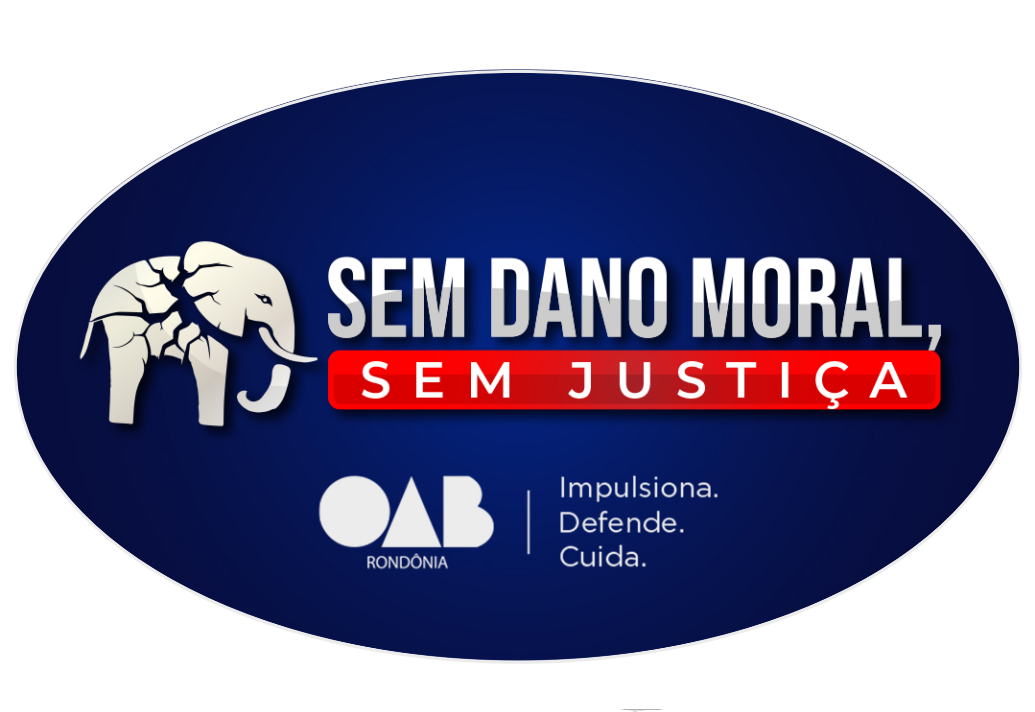 SEM DANO MORAL,
SEM JUSTIÇA
OAB
RONDÔNIA
Impulsiona.
Defende.
Cuida.